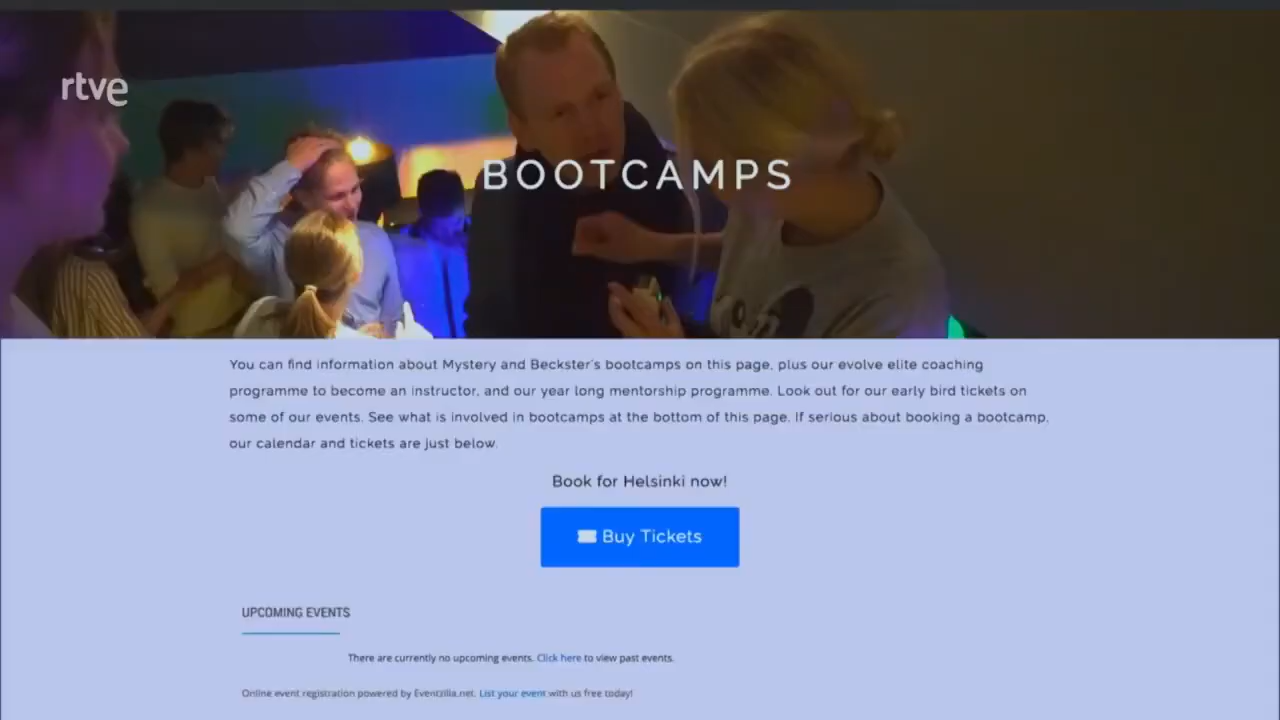 rtve
BOOTCAMPS
You can find information about Mystery and Beckster's bootcamps on this page, plus our evolve elite coaching
programme to become an instructor, and our year long mentorship programme. Look out for our early bird tickets on
some of our events. See what is involved in bootcamps at the bottom of this page. If serious about booking a bootcamp,
our calendar and tickets are just below.
Book for Helsinki now!
Buy Tickets
UPCOMING EVENTS
There are currently no upcoming events. Click here to view past events.
Online event registration powered by Eventzilla.net. List your event with us free today!